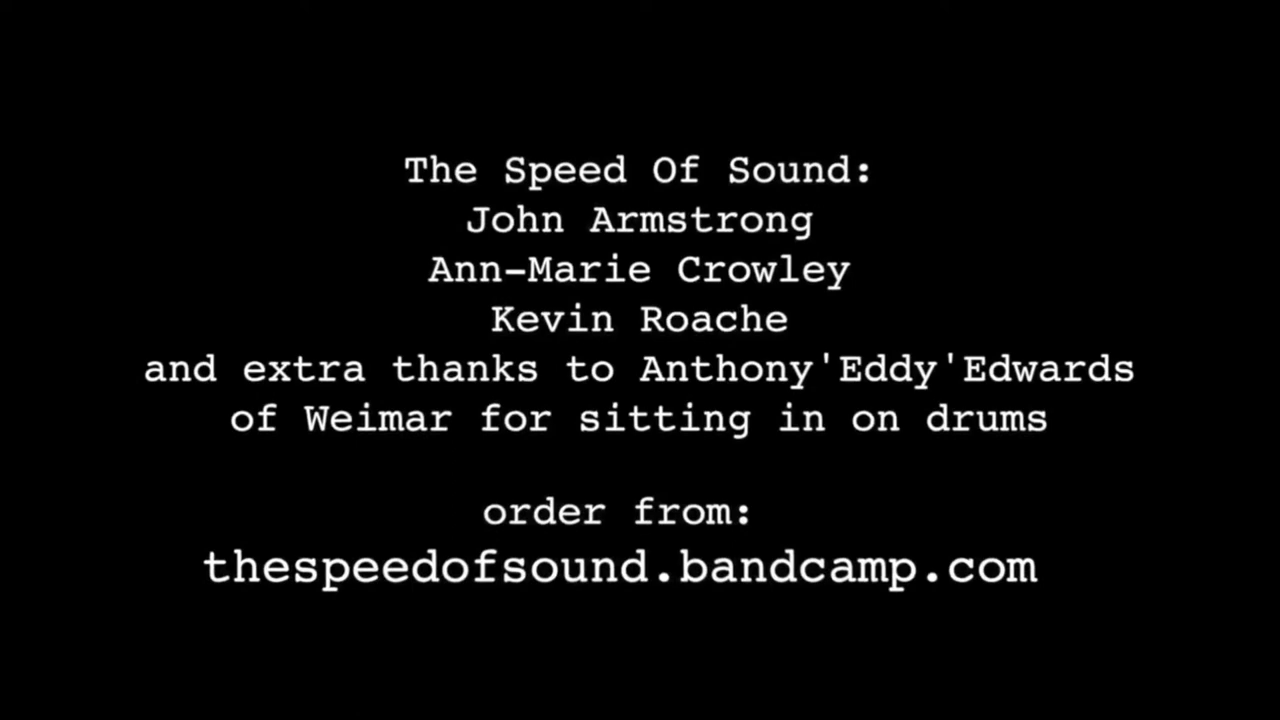 The Speed Of Sound:
John Armstrong
Ann-Marie Crowley
Kevin Roache
and extra thanks to Anthony'Eddy'Edwards
of Weimar for sitting in on drums
order from:
thespeedofsound.bandcamp.com